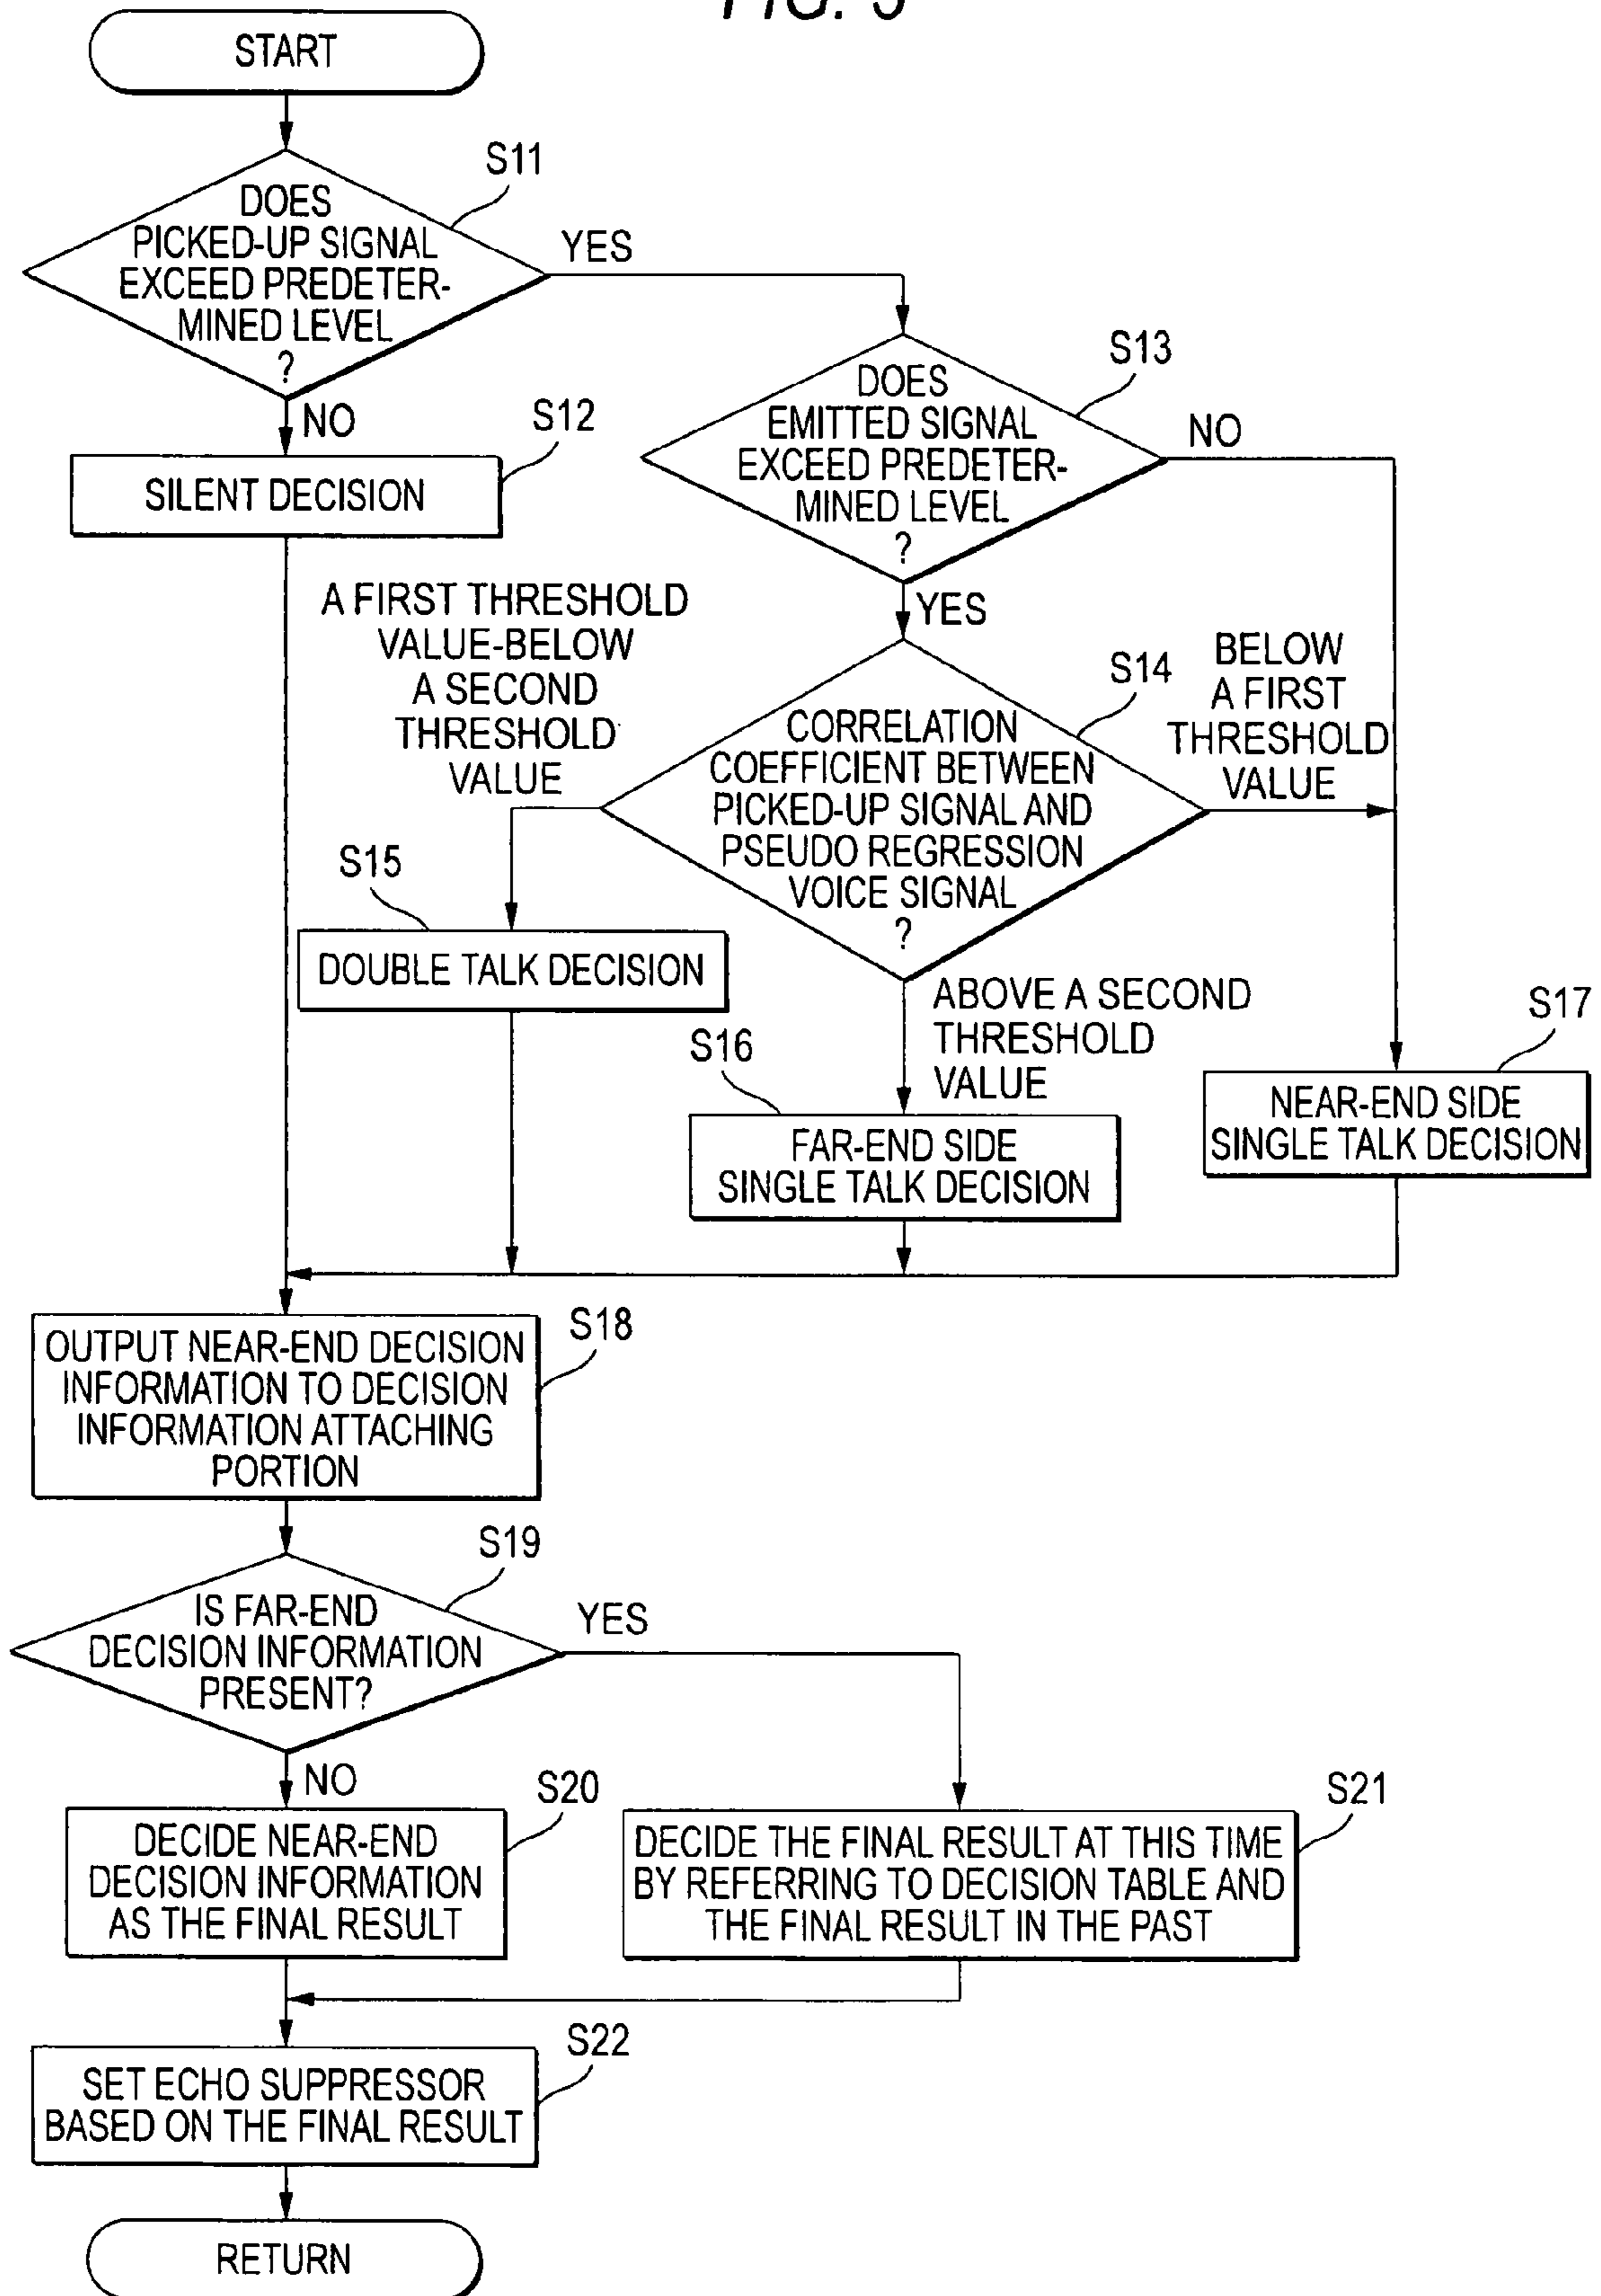 START
S11
DOES
PICKED-UP SIGNAL
EXCEED PREDETER-
MINED LEVEL
?
YES
NO
S12
SILENT DECISION
S13
DOES
EMITTED SIGNAL
EXCEED PREDETER-
MINED LEVEL
?
NO
YES
A FIRST THRESHOLD
VALUE-BELOW
A SECOND
THRESHOLD
VALUE
S14
BELOW
A FIRST
THRESHOLD
VALUE
CORRELATION
COEFFICIENT BETWEEN
PICKED-UP SIGNAL AND
PSEUDO REGRESSION
VOICE SIGNAL
?
S15
DOUBLE TALK DECISION
ABOVE A SECOND
THRESHOLD
VALUE
S16
FAR-END SIDE
SINGLE TALK DECISION
S17
NEAR-END SIDE
SINGLE TALK DECISION
S18
OUTPUT NEAR-END DECISION
INFORMATION TO DECISION
INFORMATION ATTACHING
PORTION
S19
IS FAR-END
DECISION INFORMATION
PRESENT?
YES
NO
S20
DECIDE NEAR-END
DECISION INFORMATION
AS THE FINAL RESULT
S21
DECIDE THE FINAL RESULT AT THIS TIME
BY REFERRING TO DECISION TABLE AND
THE FINAL RESULT IN THE PAST
S22
SET ECHO SUPPRESSOR
BASED ON THE FINAL RESULT
RETURN